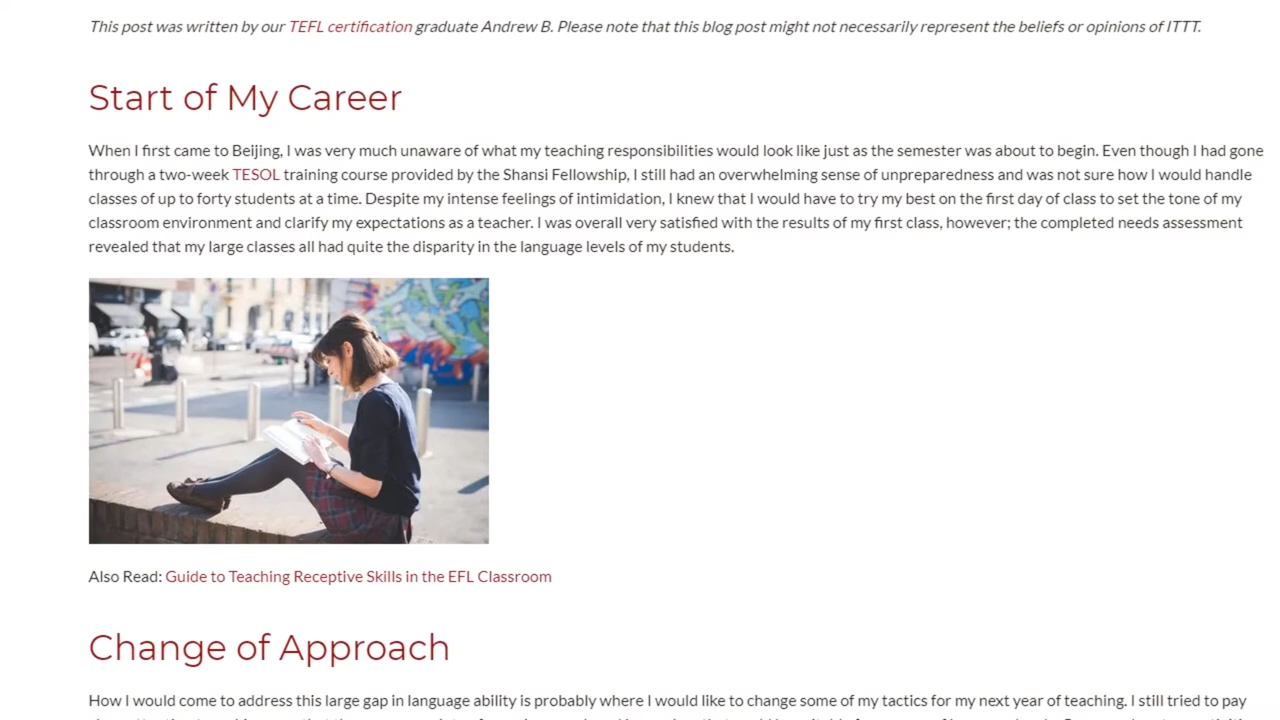 This post was written by our TEFL certification graduate Andrew B. Please note that this blog post might not necessarily represent the beliefs or opinions of ITTT.
Start of My Career
When I first came to Beijing, I was very much unaware of what my teaching responsibilities would look like just as the semester was about to begin. Even though I had gone
through a two-week TESOL training course provided by the Shansi Fellowship, I still had an overwhelming sense of unpreparedness and was not sure how I would handle
classes of up to forty students at a time. Despite my intense feelings of intimidation, I knew that I would have to try my best on the first day of class to set the tone of my
classroom environment and clarify my expectations as a teacher. I was overall very satisfied with the results of my first class, however; the completed needs assessment
revealed that my large classes all had quite the disparity in the language levels of my students.
Also Read: Guide to Teaching Receptive Skills in the EFL Classroom
Change of Approach
How I would come to address this large gap in language ability is probably where I would like to change some of my tactics for my next year of teaching. I still tried to pay